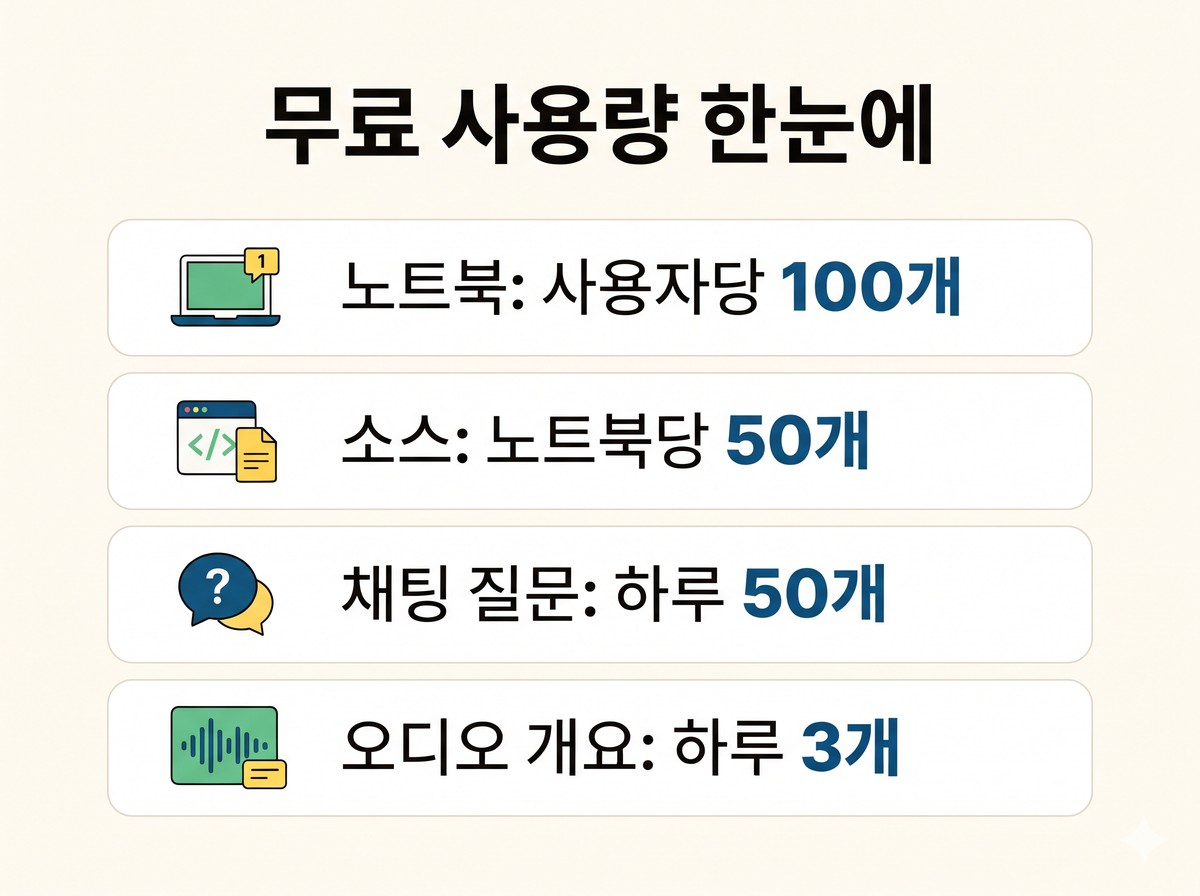 무료 사용량 한눈에
1
노트북: 사용자당 100개
</>
소스: 노트북당 50개
?
채팅 질문: 하루 50개
오디오 개요: 하루 3개